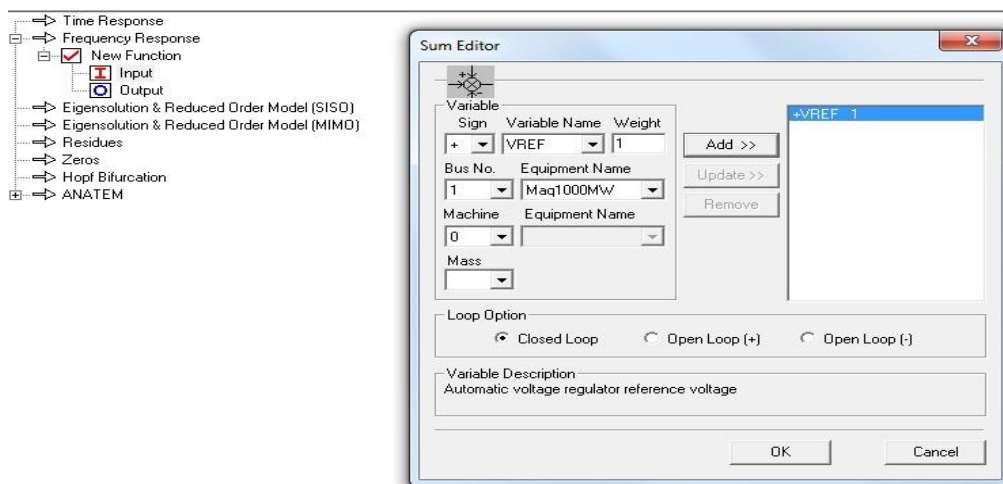 Time Response
Frequency Response
New Function
Input
Output
Eigensolution & Reduced Order Model (SISO)
Eigensolution & Reduced Order Model (MIMO)
Residues
Zeros
Hopf Bifurcation
ANATEM
Sum Editor
Variable
Sign Variable Name Weight
+ VREF 1
Bus No. Equipment Name
1 Maq1000MW
Machine Equipment Name
0
Mass
Add >>
Update >>
Remove
+VREF 1
Loop Option
Closed Loop Open Loop (+) Open Loop (-)
Variable Description
Automatic voltage regulator reference voltage
OK Cancel